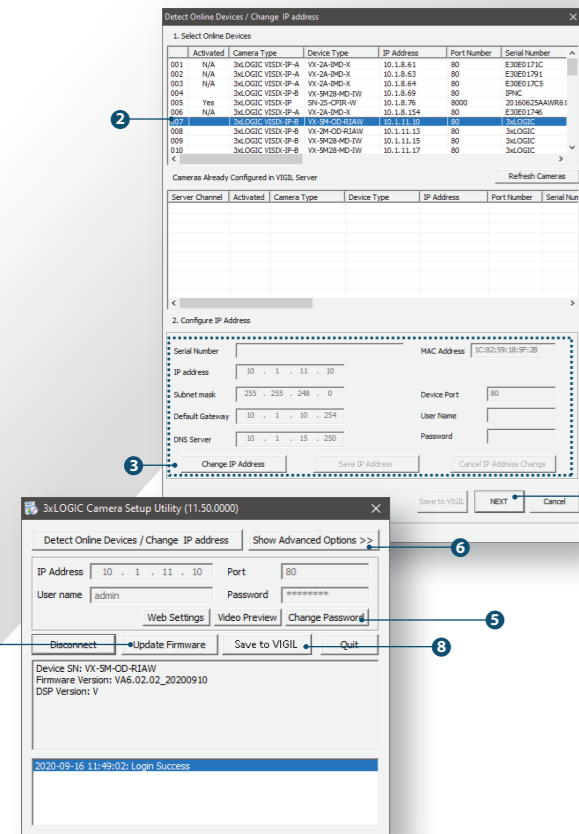 Detect Online Devices / Change IP address
1. Select Online Devices
Activated Camera Type Device Type IP Address Port Number Serial Number
001 N/A 3xLOGIC VISIX-IP-A VX-2A-IMD-X 10.1.8.61 80 E30E0171C
002 N/A 3xLOGIC VISIX-IP-A VX-2A-IMD-X 10.1.8.63 80 E30E01791
003 N/A 3xLOGIC VISIX-IP-A VX-2A-IMD-X 10.1.8.64 80 E30E017C5
004 3xLOGIC VISIX-IP-B VX-5M28-MD-IW 10.1.8.69 80 IPNC
005 Yes 3xLOGIC VISIX-IP SN-2S-CPIR-W 10.1.8.76 8000 20160625AAWR61
006 N/A 3xLOGIC VISIX-IP-A VX-2A-IMD-X 10.1.8.154 80 E30E01746
2
007 3xLOGIC VISIX-IP-B VX-5M-OD-RIAW 10.1.11.10 80 3xLOGIC
008 3xLOGIC VISIX-IP-B VX-2M-OD-RIAW 10.1.11.13 80 3xLOGIC
009 3xLOGIC VISIX-IP-B VX-5M28-MD-IW 10.1.11.15 80 3xLOGIC
010 3xLOGIC VISIX-IP-B VX-5M28-MD-IW 10.1.11.17 80 3xLOGIC
Cameras Already Configured in VIGIL Server Refresh Cameras
Server Channel Activated Camera Type Device Type IP Address Port Number Serial Num
2. Configure IP Address
Serial Number MAC Address 1C:82:59:18:5F:2B
IP address 10 . 1 . 11 . 10
Subnet mask 255 . 255 . 248 . 0 Device Port 80
Default Gateway 10 . 1 . 10 . 254 User Name
DNS Server 10 . 1 . 15 . 250 Password
3 Change IP Address Save IP Address Cancel IP Address Change
Save to VIGIL NEXT Cancel
3xLOGIC Camera Setup Utility (11.50.0000)
Detect Online Devices / Change IP address Show Advanced Options >>
6
IP Address 10 . 1 . 11 . 10 Port 80
User name admin Password ********
Web Settings Video Preview Change Password 5
Disconnect Update Firmware Save to VIGIL Quit 8
Device SN: VX-5M-OD-RIAW
Firmware Version: VA6.02.02_20200910
DSP Version: V
2020-09-16 11:49:02: Login Success